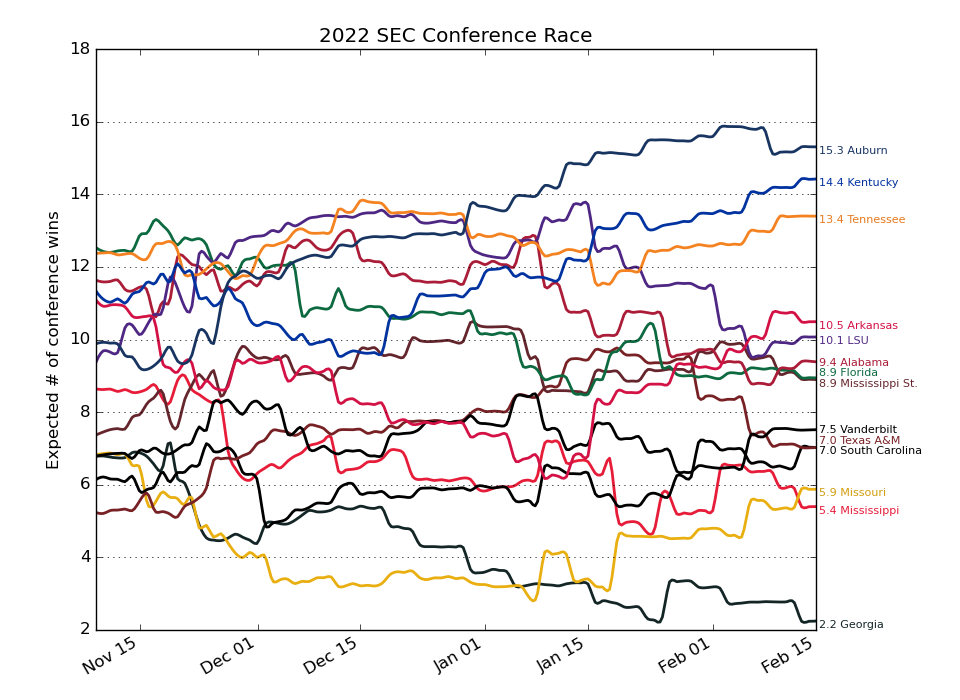 2022 SEC Conference Race
Expected # of conference wins
18
16
14
12
10
8
6
4
2
Nov 15
Dec 01
Dec 15
Jan 01
Jan 15
Feb 01
Feb 15
15.3 Auburn
14.4 Kentucky
13.4 Tennessee
10.5 Arkansas
10.1 LSU
9.4 Alabama
8.9 Florida
8.9 Mississippi St.
7.5 Vanderbilt
7.0 Texas A&M
7.0 South Carolina
5.9 Missouri
5.4 Mississippi
2.2 Georgia